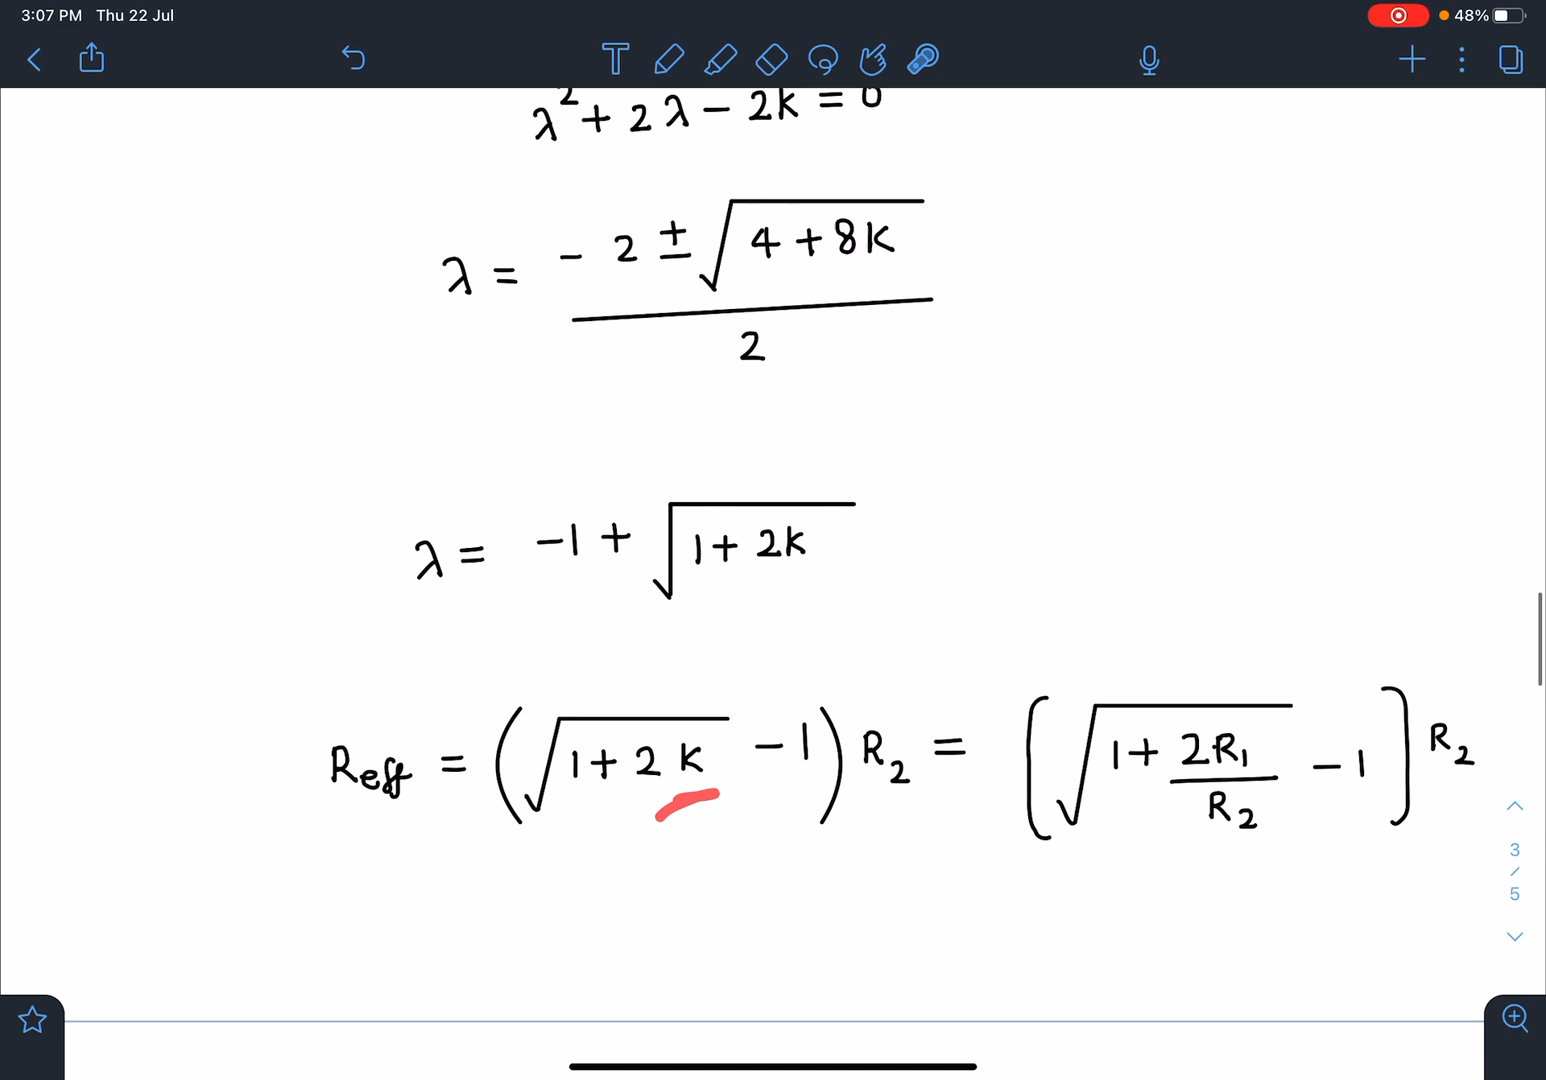 3:07 PM Thu 22 Jul 48%
T
λ² + 2λ − 2k = 0
λ = (−2 ± √(4 + 8k)) / 2
λ = −1 + √(1 + 2k)
Reff = (√(1 + 2k) − 1) R₂ = [√(1 + 2R₁/R₂) − 1] R₂
3
/
5